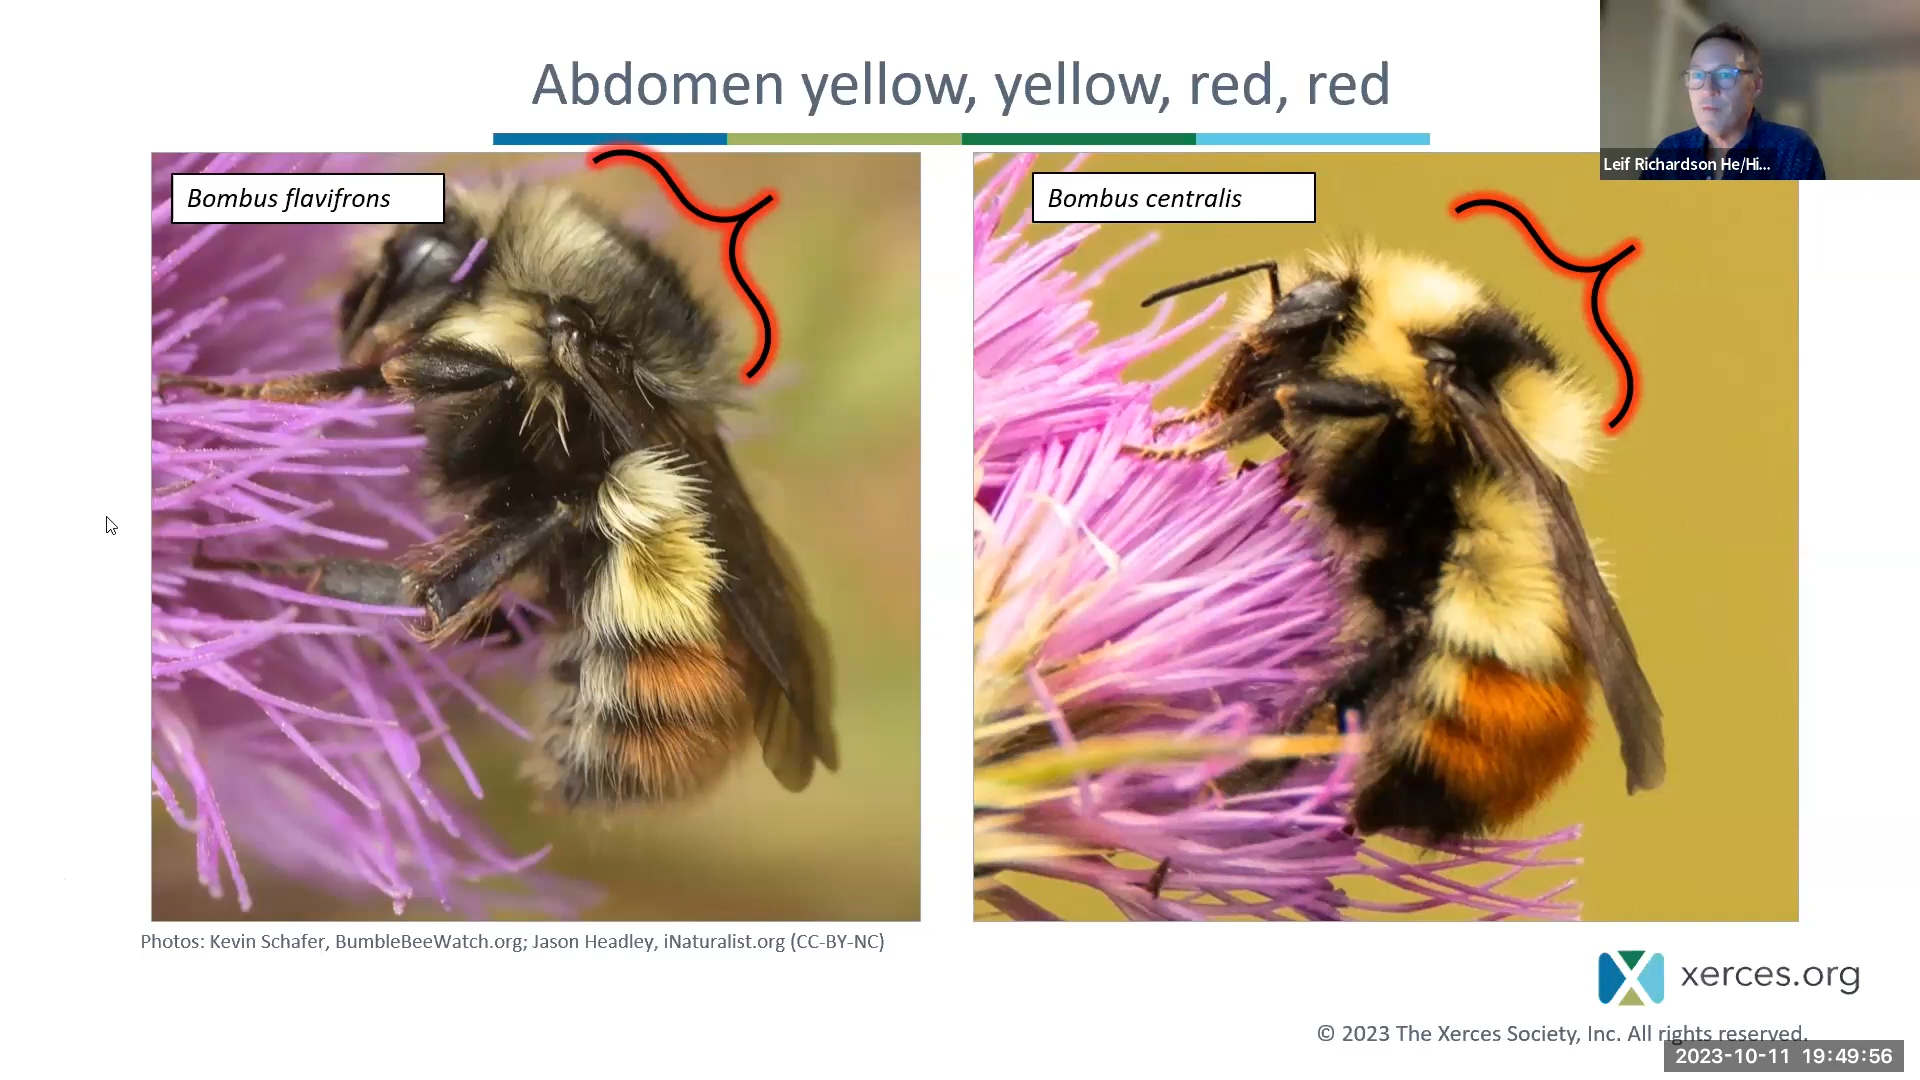 Abdomen yellow, yellow, red, red
Leif Richardson He/Hi...
Bombus flavifrons
Bombus centralis
Photos: Kevin Schafer, BumbleBeeWatch.org; Jason Headley, iNaturalist.org (CC-BY-NC)
xerces.org
© 2023 The Xerces Society, Inc. All rights reserved.
2023-10-11 19:49:56